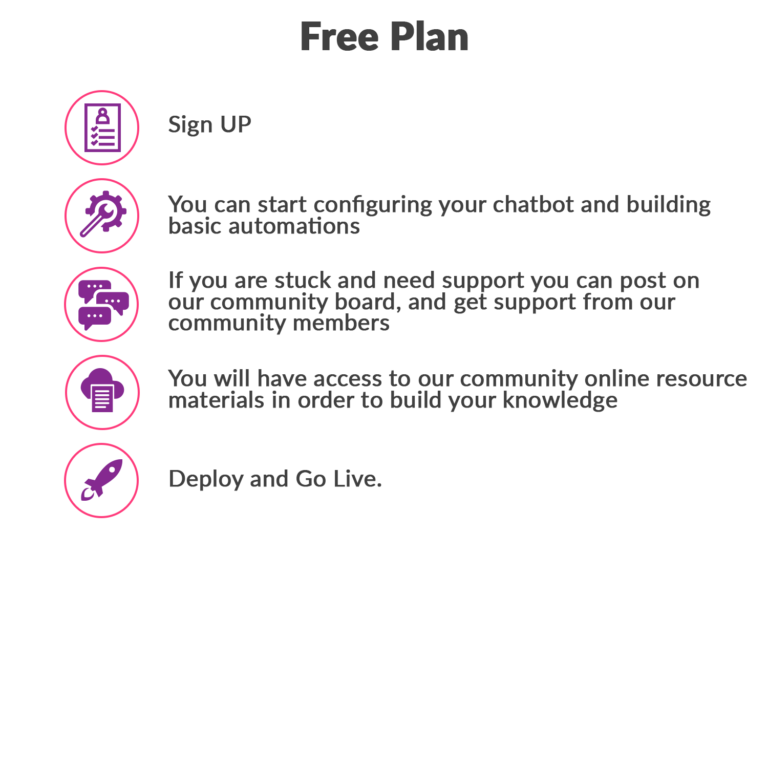 Free Plan
Sign UP
You can start configuring your chatbot and building
basic automations
If you are stuck and need support you can post on
our community board, and get support from our
community members
You will have access to our community online resource
materials in order to build your knowledge
Deploy and Go Live.